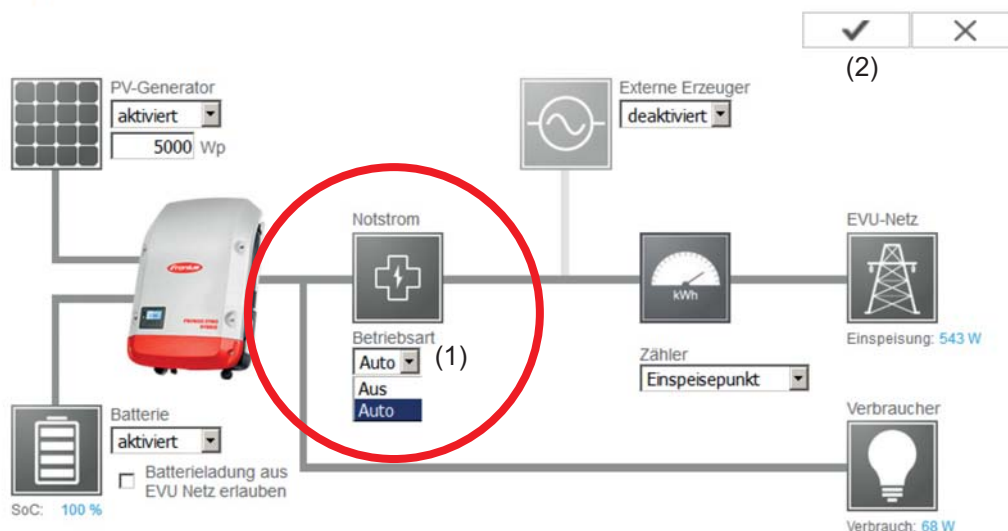 (2)
PV-Generator
aktiviert
5000 Wp
Externe Erzeuger
deaktiviert
Notstrom
Betriebsart
Auto (1)
Aus
Auto
kWh
Zähler
Einspeisepunkt
EVU-Netz
Einspeisung: 543 W
Fronius
Batterie
aktiviert
Batterieladung aus
EVU Netz erlauben
SoC: 100 %
Verbraucher
Verbrauch: 68 W